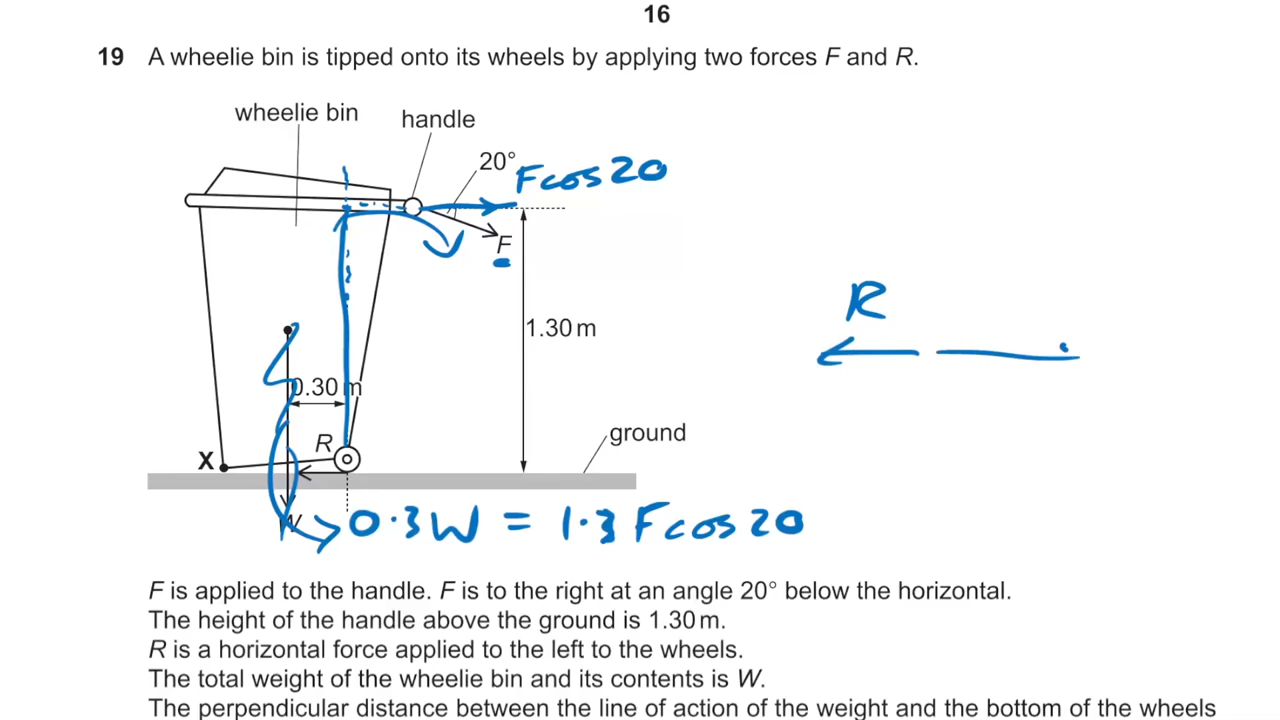 16
19 A wheelie bin is tipped onto its wheels by applying two forces F and R.
wheelie bin
handle
20°
Fcos20
F
R
1.30 m
0.30 m
R
ground
X
W
0.3W = 1.3 Fcos20
F is applied to the handle. F is to the right at an angle 20° below the horizontal.
The height of the handle above the ground is 1.30 m.
R is a horizontal force applied to the left to the wheels.
The total weight of the wheelie bin and its contents is W.
The perpendicular distance between the line of action of the weight and the bottom of the wheels